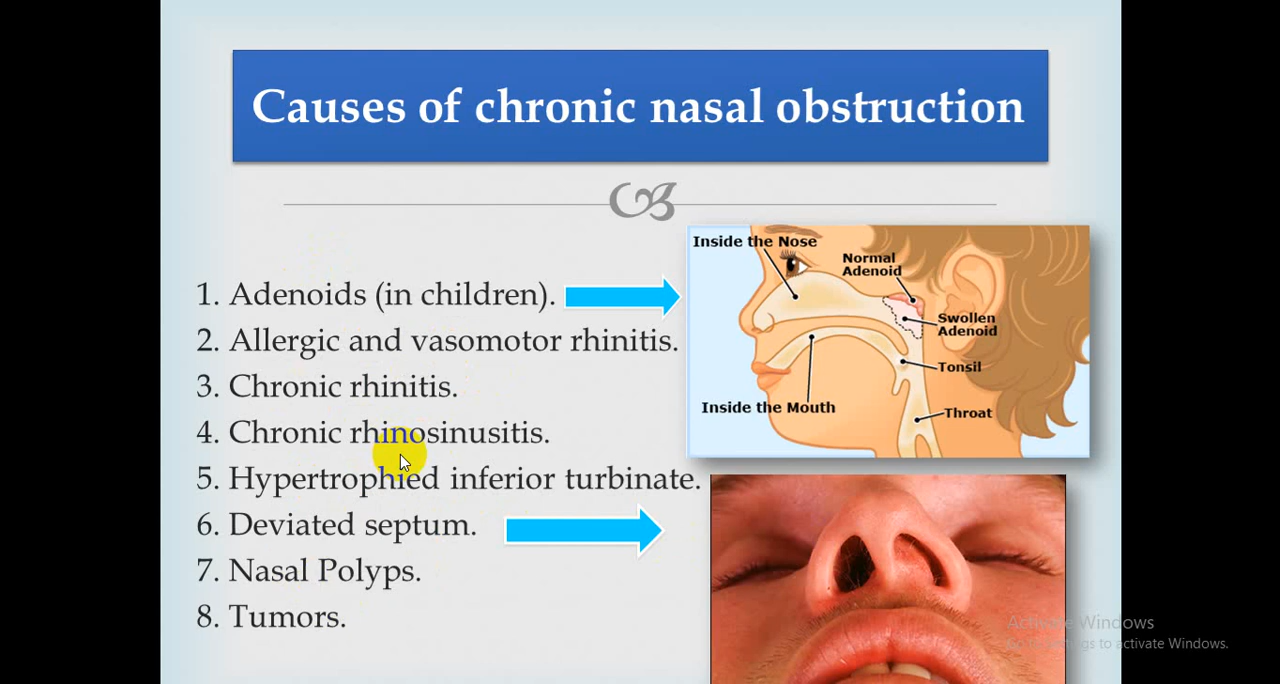 Causes of chronic nasal obstruction
1. Adenoids (in children).
2. Allergic and vasomotor rhinitis.
3. Chronic rhinitis.
4. Chronic rhinosinusitis.
5. Hypertrophied inferior turbinate.
6. Deviated septum.
7. Nasal Polyps.
8. Tumors.
Inside the Nose
Normal
Adenoid
Swollen
Adenoid
Tonsil
Inside the Mouth
Throat
Activate Windows
Go to Settings to activate Windows.